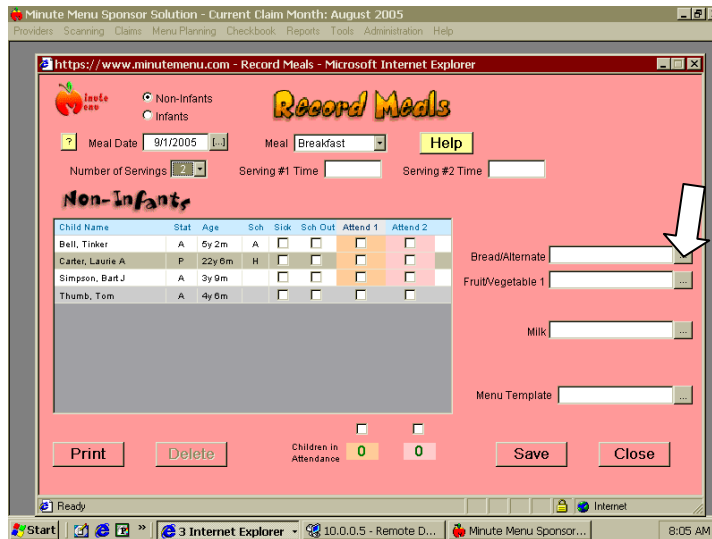 Minute Menu Sponsor Solution - Current Claim Month: August 2005
Providers Scanning Claims Menu Planning Checkbook Reports Tools Administration Help
https://www.minutemenu.com - Record Meals - Microsoft Internet Explorer
Minute Menu
Non-Infants
Infants
Record Meals
? Meal Date 9/1/2005 [...] Meal Breakfast Help
Number of Servings 2 Serving #1 Time Serving #2 Time
Non-Infants
Child Name Stat Age Sch Sick Sch Out Attend 1 Attend 2
Bell, Tinker A 5y 2m A
Carter, Laurie A P 22y 6m H
Simpson, Bart J A 3y 9m
Thumb, Tom A 4y 6m
Bread/Alternate ...
Fruit/Vegetable 1 ...
Milk ...
Menu Template ...
Print Delete Children in Attendance 0 0 Save Close
Ready Internet
Start » 3 Internet Explorer 10.0.0.5 - Remote D... Minute Menu Sponsor... 8:05 AM